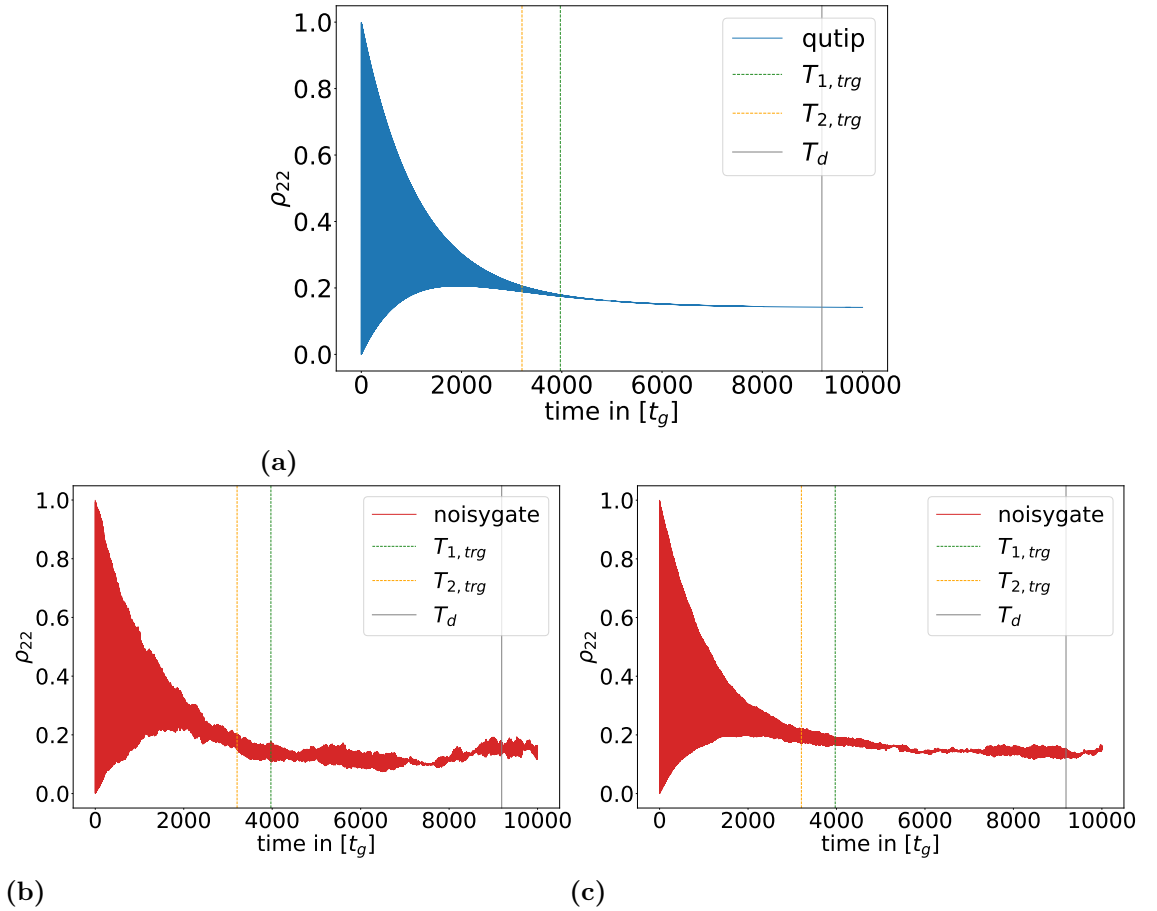 1.0
0.8
0.6
0.4
0.2
0.0
ρ22
qutip
T1, trg
T2, trg
Td
0 2000 4000 6000 8000 10000
time in [tg]
(a)
1.0
0.8
0.6
0.4
0.2
0.0
ρ22
noisygate
T1, trg
T2, trg
Td
0 2000 4000 6000 8000 10000
time in [tg]
(b)
1.0
0.8
0.6
0.4
0.2
0.0
ρ22
noisygate
T1, trg
T2, trg
Td
0 2000 4000 6000 8000 10000
time in [tg]
(c)